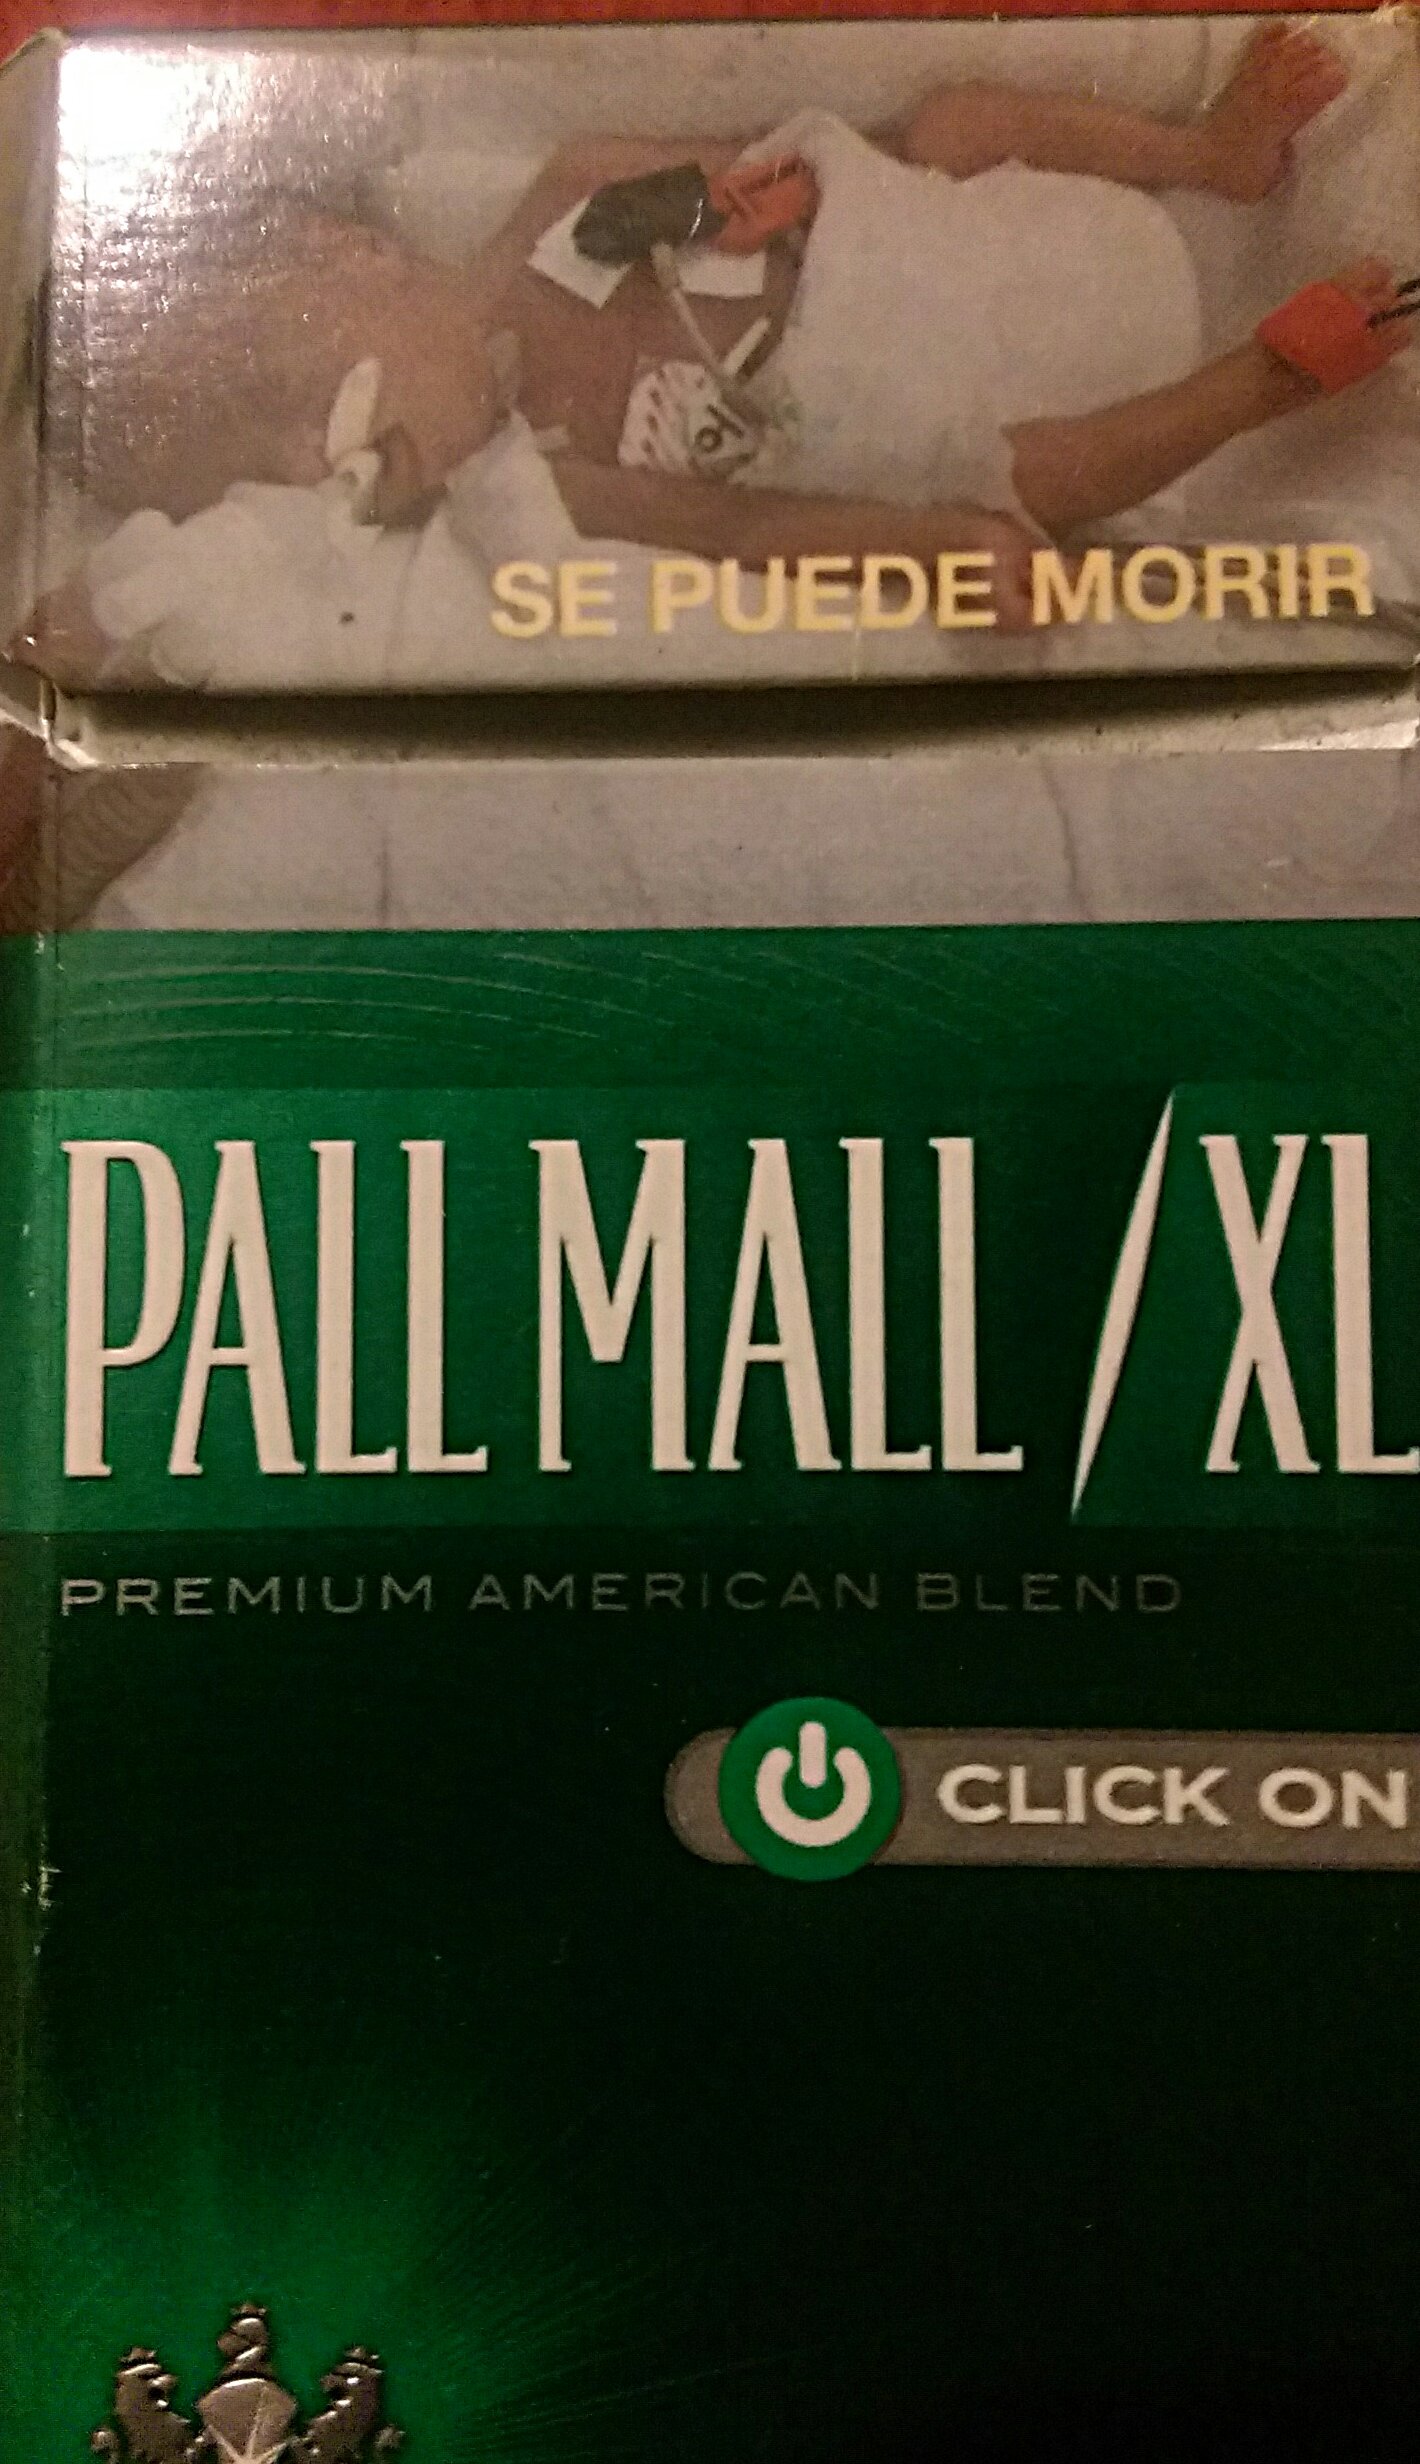 SE PUEDE MORIR
PALL MALL / XL
PREMIUM AMERICAN BLEND
CLICK ON